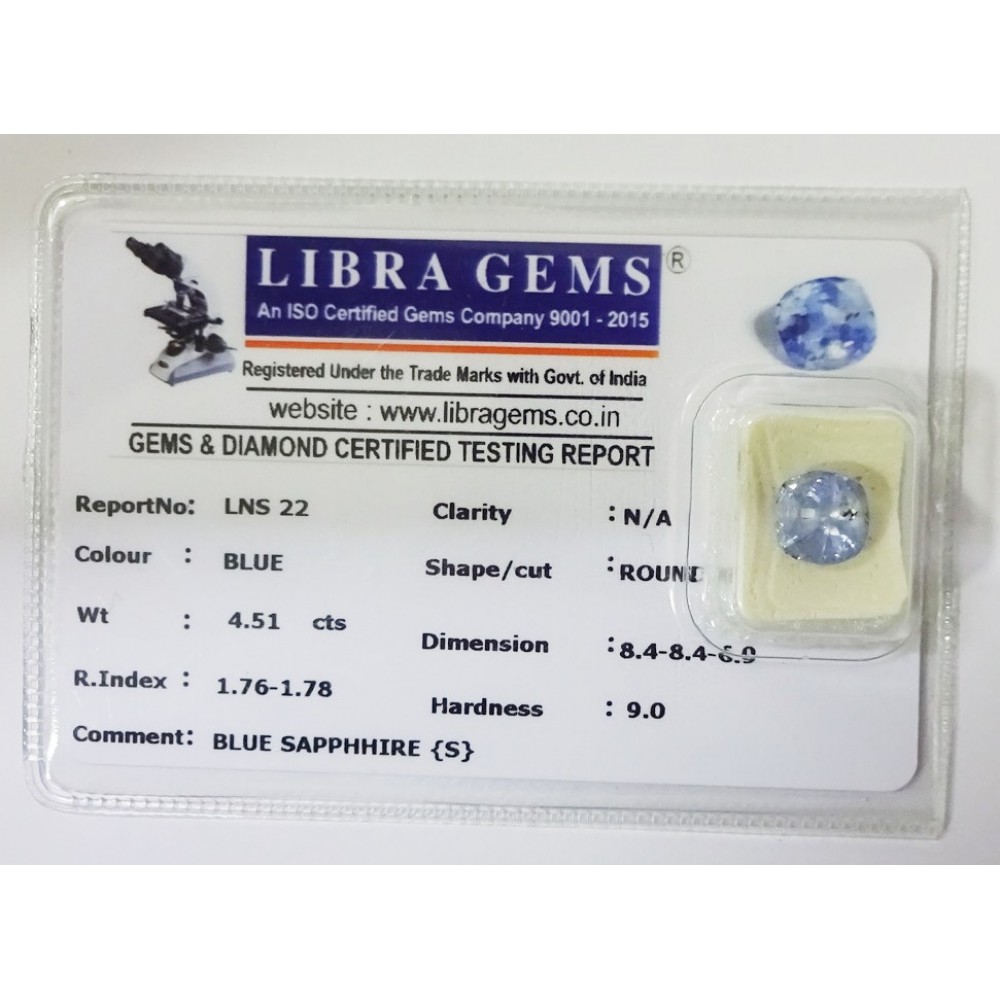 LIBRA GEMS ®
An ISO Certified Gems Company 9001 - 2015
Registered Under the Trade Marks with Govt. of India
website : www.libragems.co.in
GEMS & DIAMOND CERTIFIED TESTING REPORT
ReportNo: LNS 22
Clarity : N/A
Colour : BLUE
Shape/cut : ROUND
Wt : 4.51 cts
Dimension : 8.4-8.4-6.9
R.Index : 1.76-1.78
Hardness : 9.0
Comment: BLUE SAPPHHIRE {S}